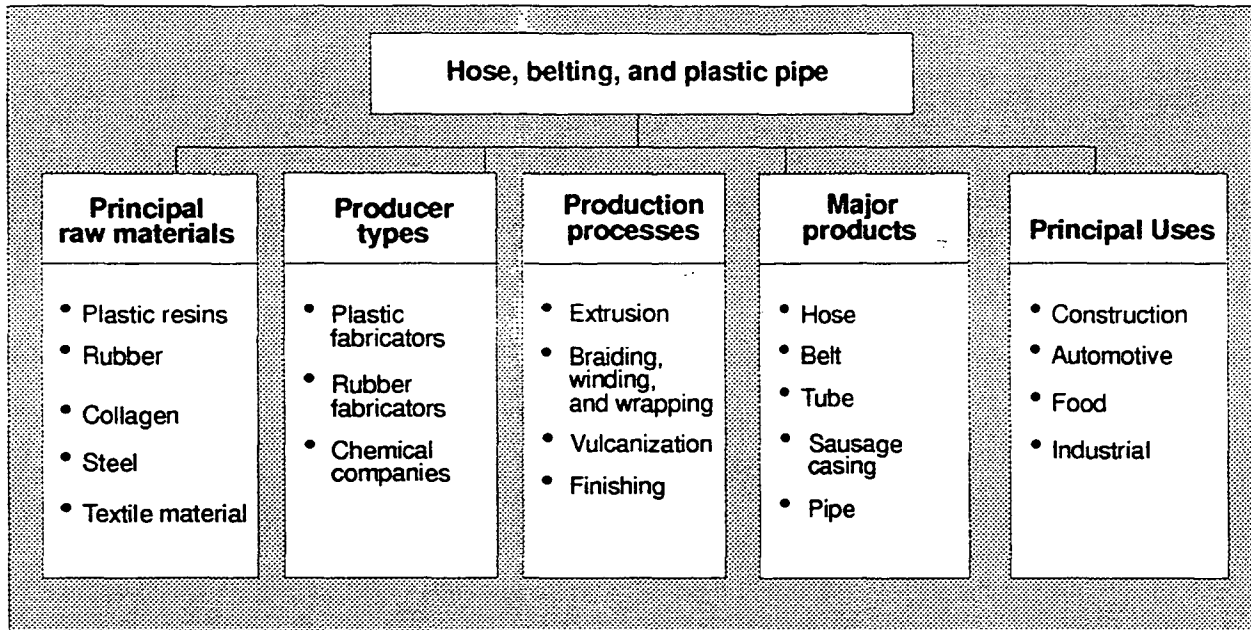 Hose, belting, and plastic pipe
Principal
raw materials
• Plastic resins
• Rubber
• Collagen
• Steel
• Textile material
Producer
types
• Plastic
fabricators
• Rubber
fabricators
• Chemical
companies
Production
processes
• Extrusion
• Braiding,
winding,
and wrapping
• Vulcanization
• Finishing
Major
products
• Hose
• Belt
• Tube
• Sausage
casing
• Pipe
Principal Uses
• Construction
• Automotive
• Food
• Industrial